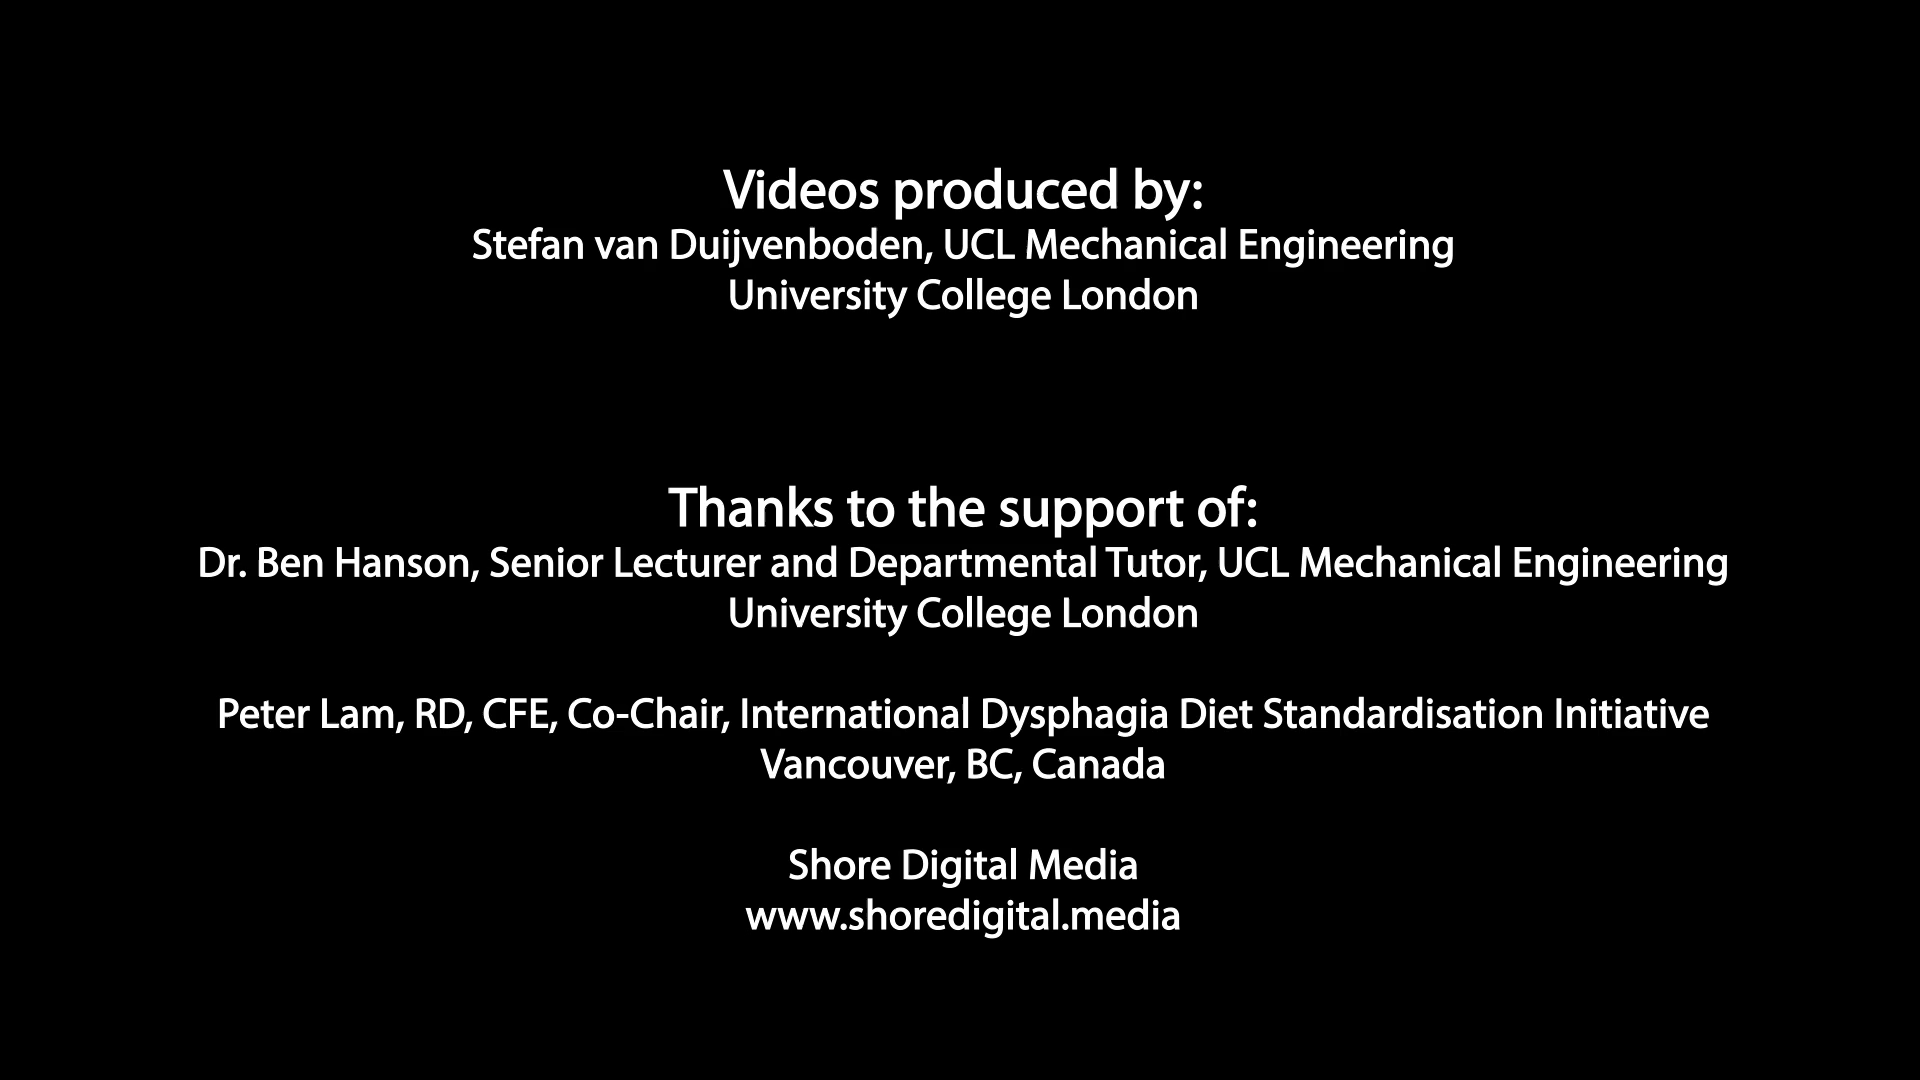 Videos produced by:
Stefan van Duijvenboden, UCL Mechanical Engineering
University College London
Thanks to the support of:
Dr. Ben Hanson, Senior Lecturer and Departmental Tutor, UCL Mechanical Engineering
University College London
Peter Lam, RD, CFE, Co-Chair, International Dysphagia Diet Standardisation Initiative
Vancouver, BC, Canada
Shore Digital Media
www.shoredigital.media